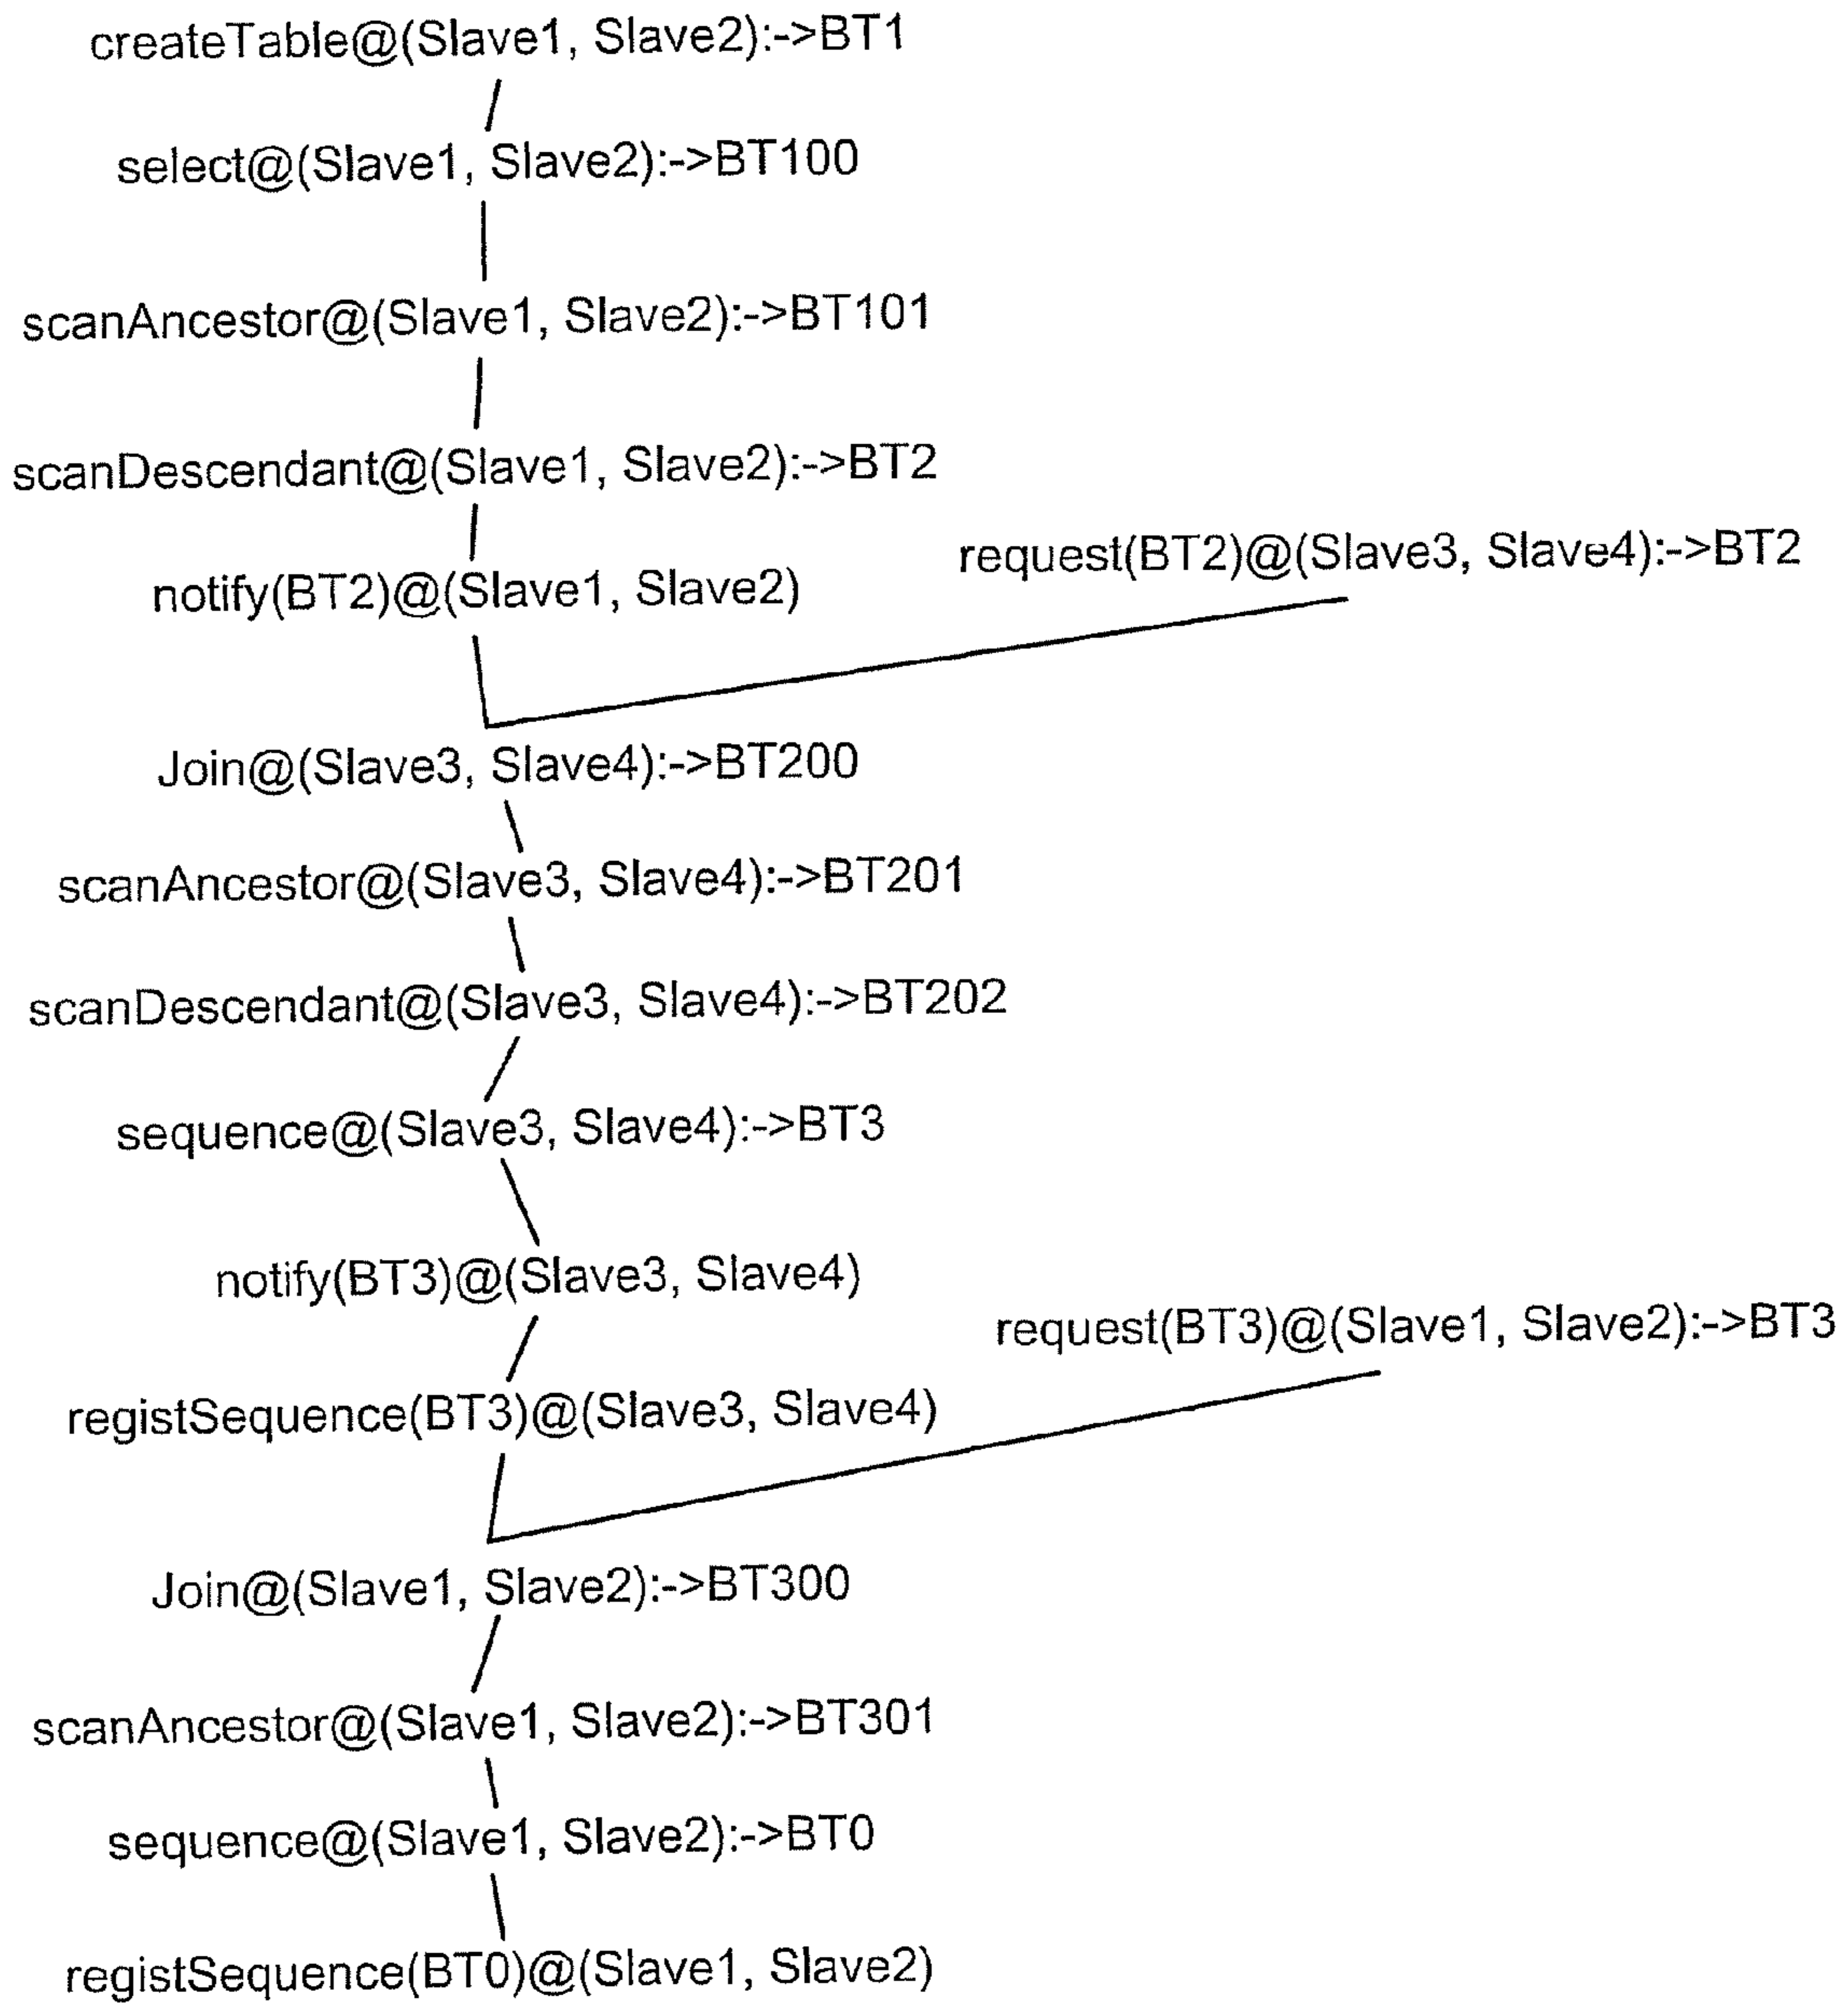 createTable@(Slave1, Slave2):->BT1
select@(Slave1, Slave2):->BT100
scanAncestor@(Slave1, Slave2):->BT101
scanDescendant@(Slave1, Slave2):->BT2
request(BT2)@(Slave3, Slave4):->BT2
notify(BT2)@(Slave1, Slave2)
Join@(Slave3, Slave4):->BT200
scanAncestor@(Slave3, Slave4):->BT201
scanDescendant@(Slave3, Slave4):->BT202
sequence@(Slave3, Slave4):->BT3
notify(BT3)@(Slave3, Slave4)
request(BT3)@(Slave1, Slave2):->BT3
registSequence(BT3)@(Slave3, Slave4)
Join@(Slave1, Slave2):->BT300
scanAncestor@(Slave1, Slave2):->BT301
sequence@(Slave1, Slave2):->BT0
registSequence(BT0)@(Slave1, Slave2)